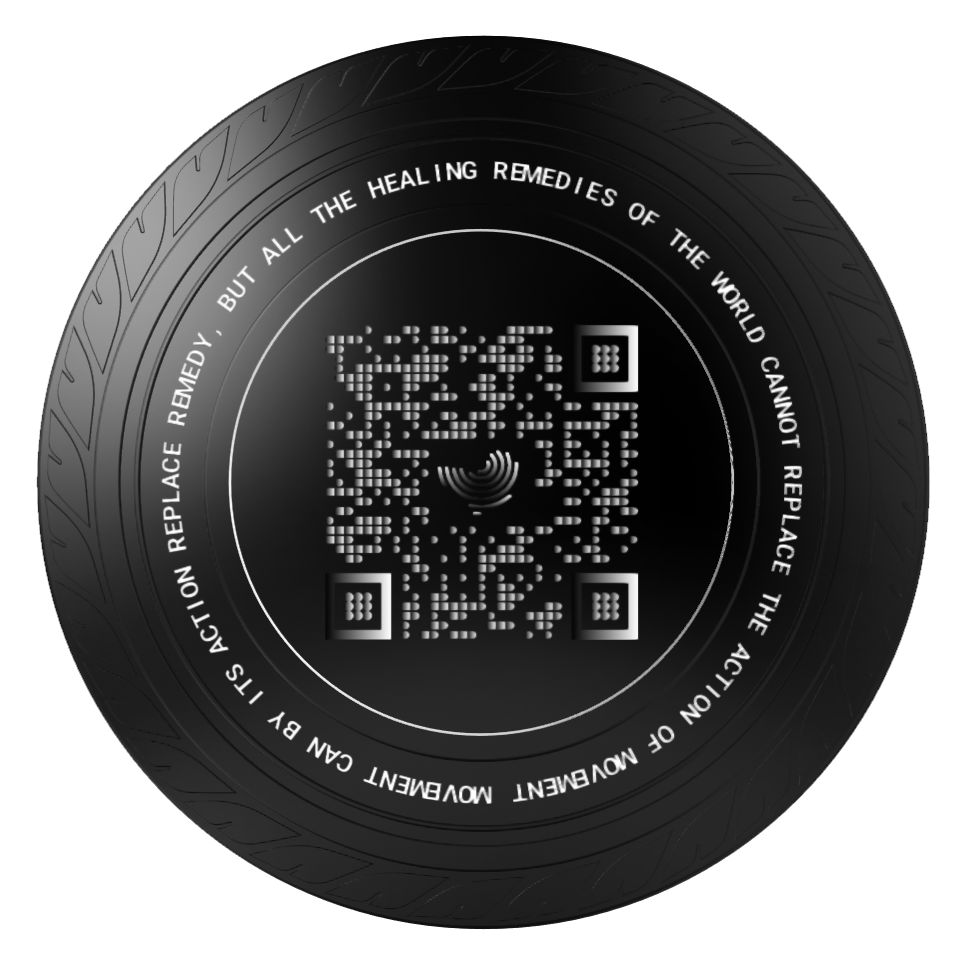 MOVEMENT CAN BY ITS ACTION REPLACE REMEDY, BUT ALL THE HEALING REMEDIES OF THE WORLD CANNOT REPLACE THE ACTION OF MOVEMENT